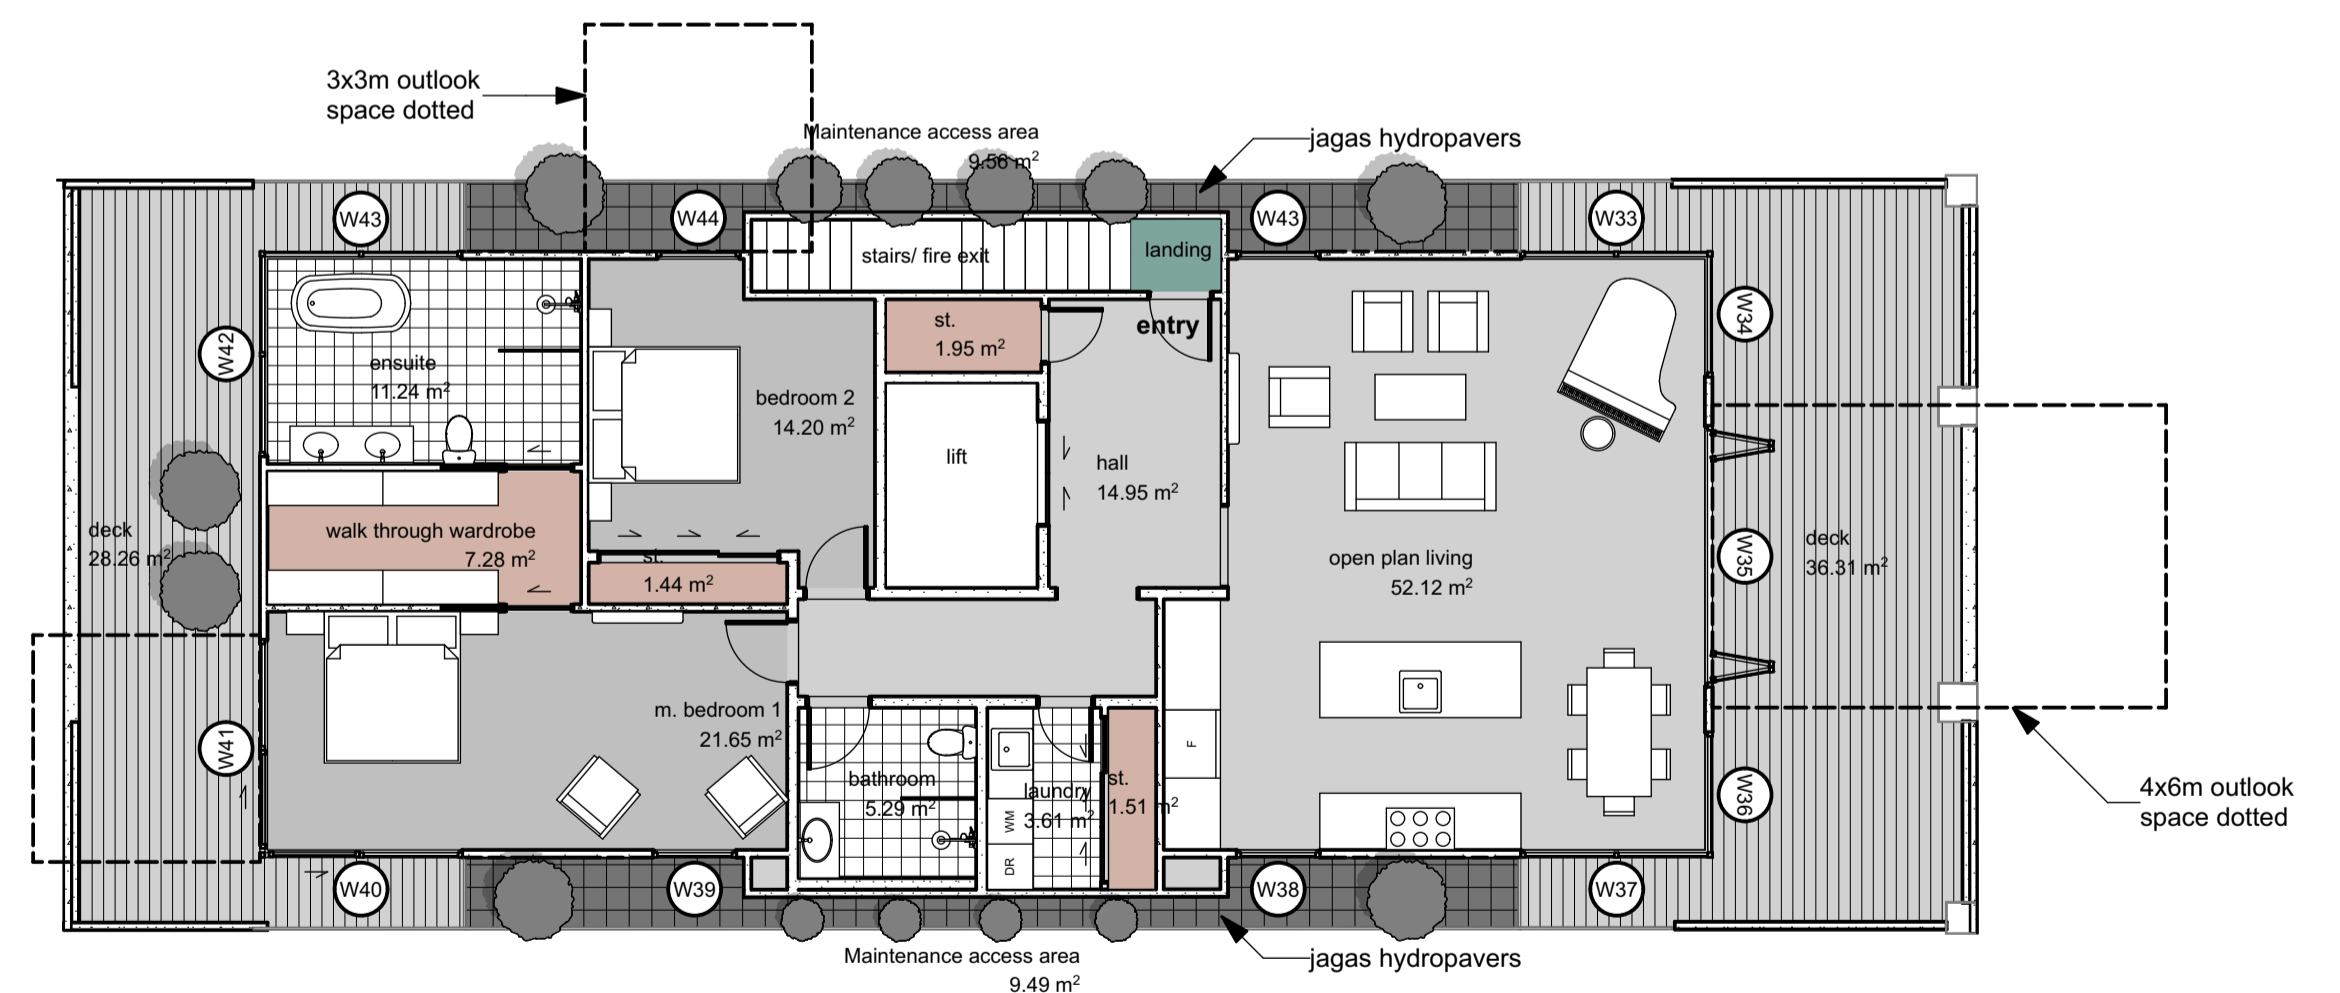 3x3m outlook
space dotted
Maintenance access area
9.56 m²
jagas hydropavers
W43
W44
W43
W33
stairs/ fire exit
landing
W42
ensuite
11.24 m²
st.
1.95 m²
entry
W34
bedroom 2
14.20 m²
lift
hall
14.95 m²
deck
28.26 m²
walk through wardrobe
7.28 m²
st.
1.44 m²
open plan living
52.12 m²
W35
deck
36.31 m²
m. bedroom 1
21.65 m²
W41
bathroom
5.29 m²
laundry
3.61 m²
WM
DR
st.
1.51 m²
F
W36
4x6m outlook
space dotted
W40
W39
W38
W37
Maintenance access area
9.49 m²
jagas hydropavers